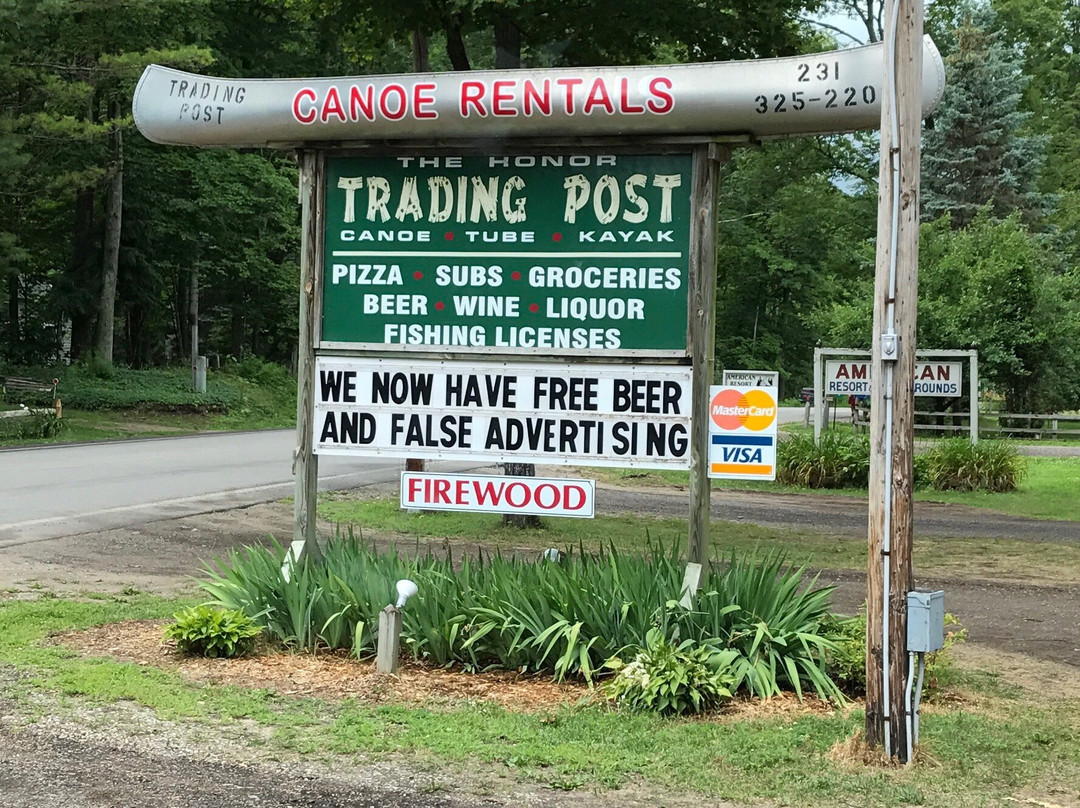 TRADING
POST
CANOE RENTALS
231
325-220
THE HONOR
TRADING POST
CANOE • TUBE • KAYAK
PIZZA • SUBS • GROCERIES
BEER • WINE • LIQUOR
FISHING LICENSES
WE NOW HAVE FREE BEER
AND FALSE ADVERTISING
FIREWOOD
MasterCard
VISA
AMERICAN
RESORT
AMERICAN
RESORT